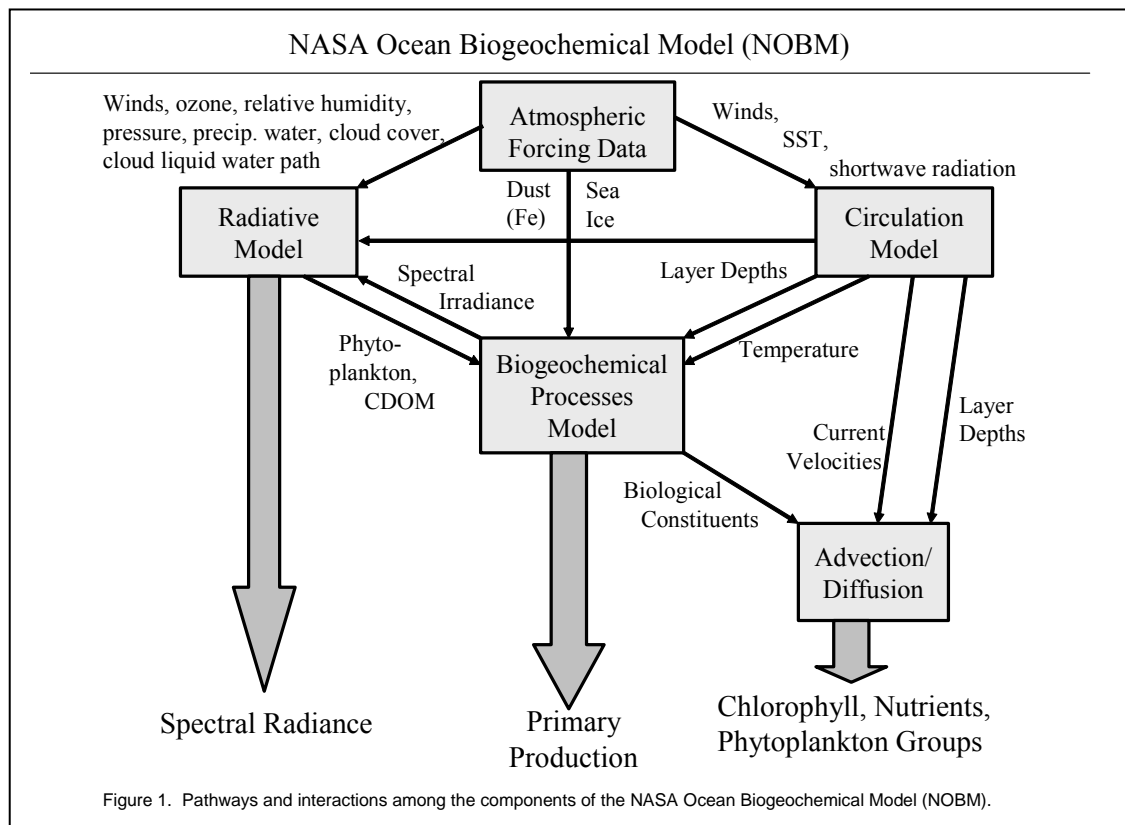 NASA Ocean Biogeochemical Model (NOBM)
Winds, ozone, relative humidity,
pressure, precip. water, cloud cover,
cloud liquid water path
Atmospheric
Forcing Data
Winds,
SST,
shortwave radiation
Dust
(Fe)
Sea
Ice
Radiative
Model
Circulation
Model
Spectral
Irradiance
Layer Depths
Phyto-
plankton,
CDOM
Biogeochemical
Processes
Model
Temperature
Current
Velocities
Layer
Depths
Biological
Constituents
Advection/
Diffusion
Spectral Radiance
Primary
Production
Chlorophyll, Nutrients,
Phytoplankton Groups
Figure 1. Pathways and interactions among the components of the NASA Ocean Biogeochemical Model (NOBM).